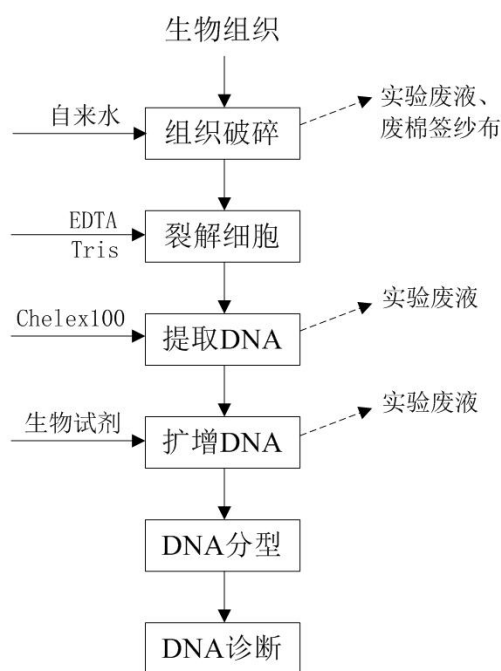 生物组织
自来水
组织破碎
实验废液、
废棉签纱布
EDTA
Tris
裂解细胞
Chelex100
提取DNA
实验废液
生物试剂
扩增DNA
实验废液
DNA分型
DNA诊断